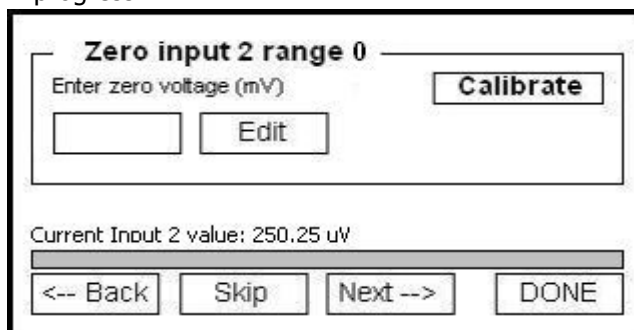 Zero input 2 range 0
Enter zero voltage (mV)
Calibrate
Edit
Current Input 2 value: 250.25 uV
<-- Back Skip Next --> DONE